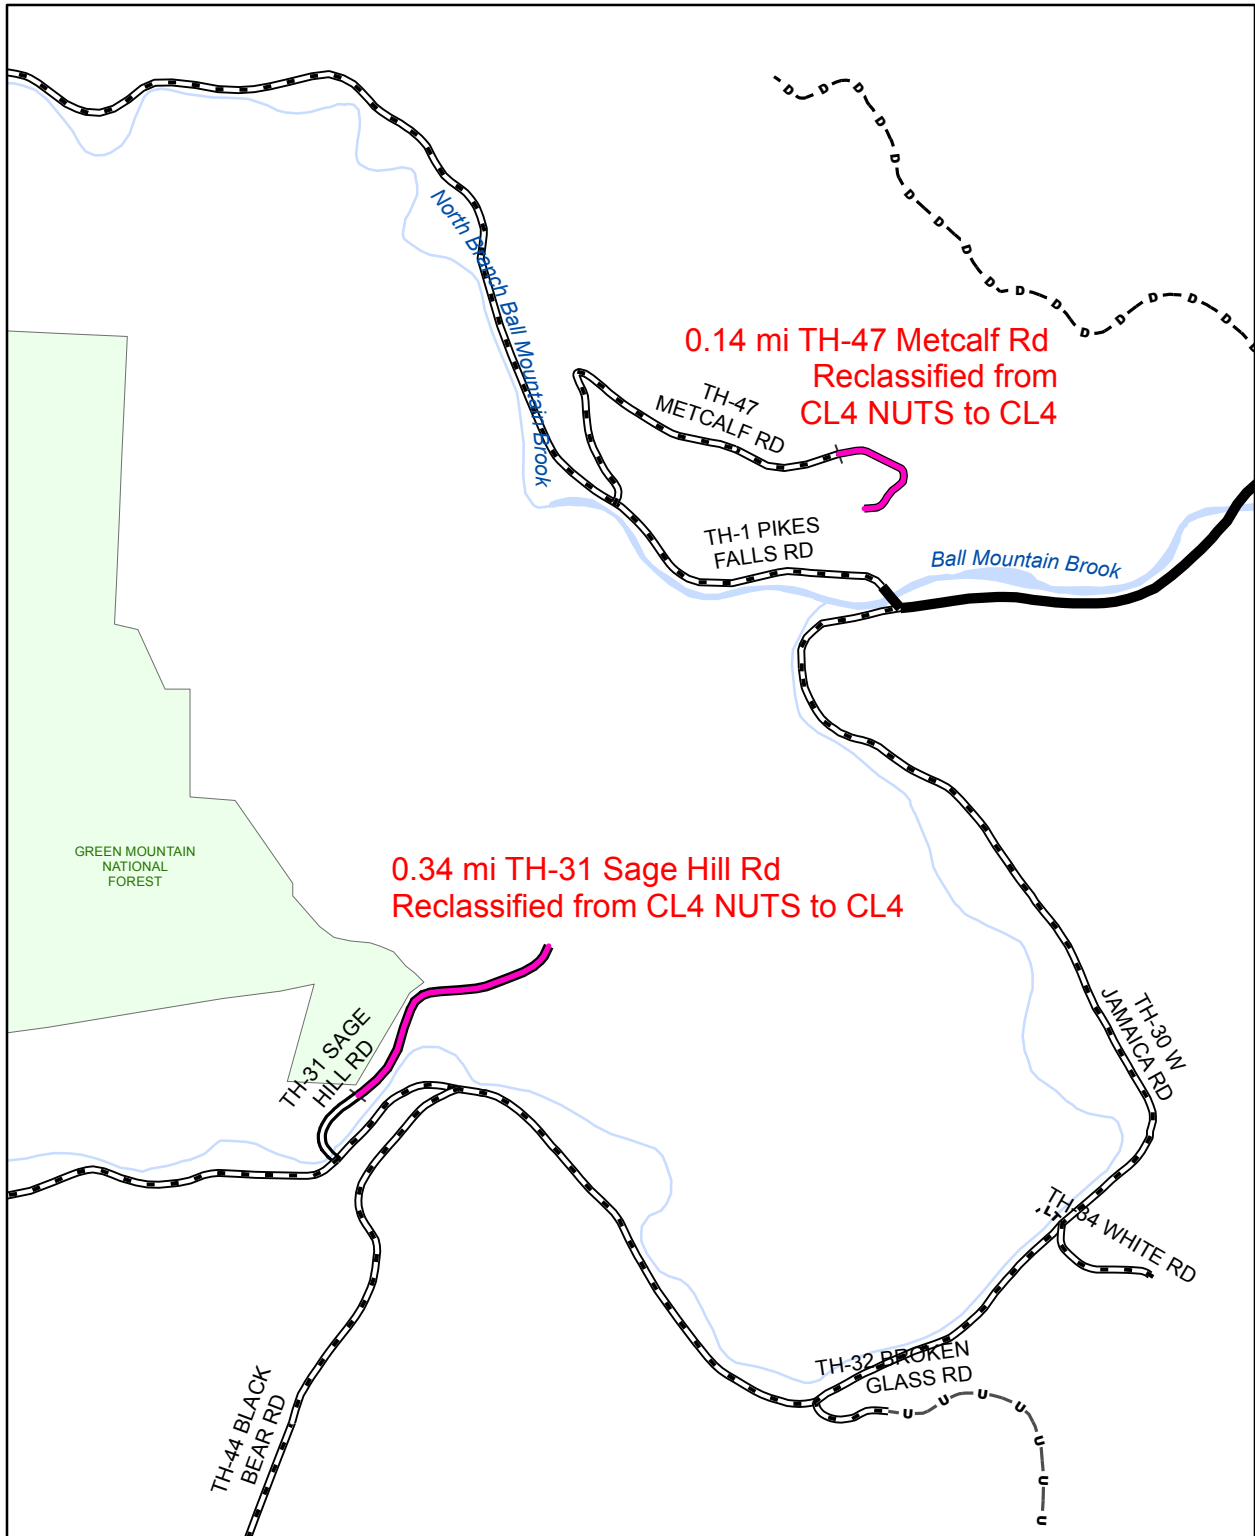 North Branch Ball Mountain Brook
0.14 mi TH-47 Metcalf Rd
Reclassified from
CL4 NUTS to CL4
TH-47
METCALF RD
TH-1 PIKES
FALLS RD
Ball Mountain Brook
GREEN MOUNTAIN
NATIONAL
FOREST
0.34 mi TH-31 Sage Hill Rd
Reclassified from CL4 NUTS to CL4
TH-31 SAGE
HILL RD
TH-30 W
JAMAICA RD
LT
TH-34 WHITE RD
TH-32 BROKEN
GLASS RD
TH-44 BLACK
BEAR RD
D D D D D D D D D D D D D D D D
U U U U U U U